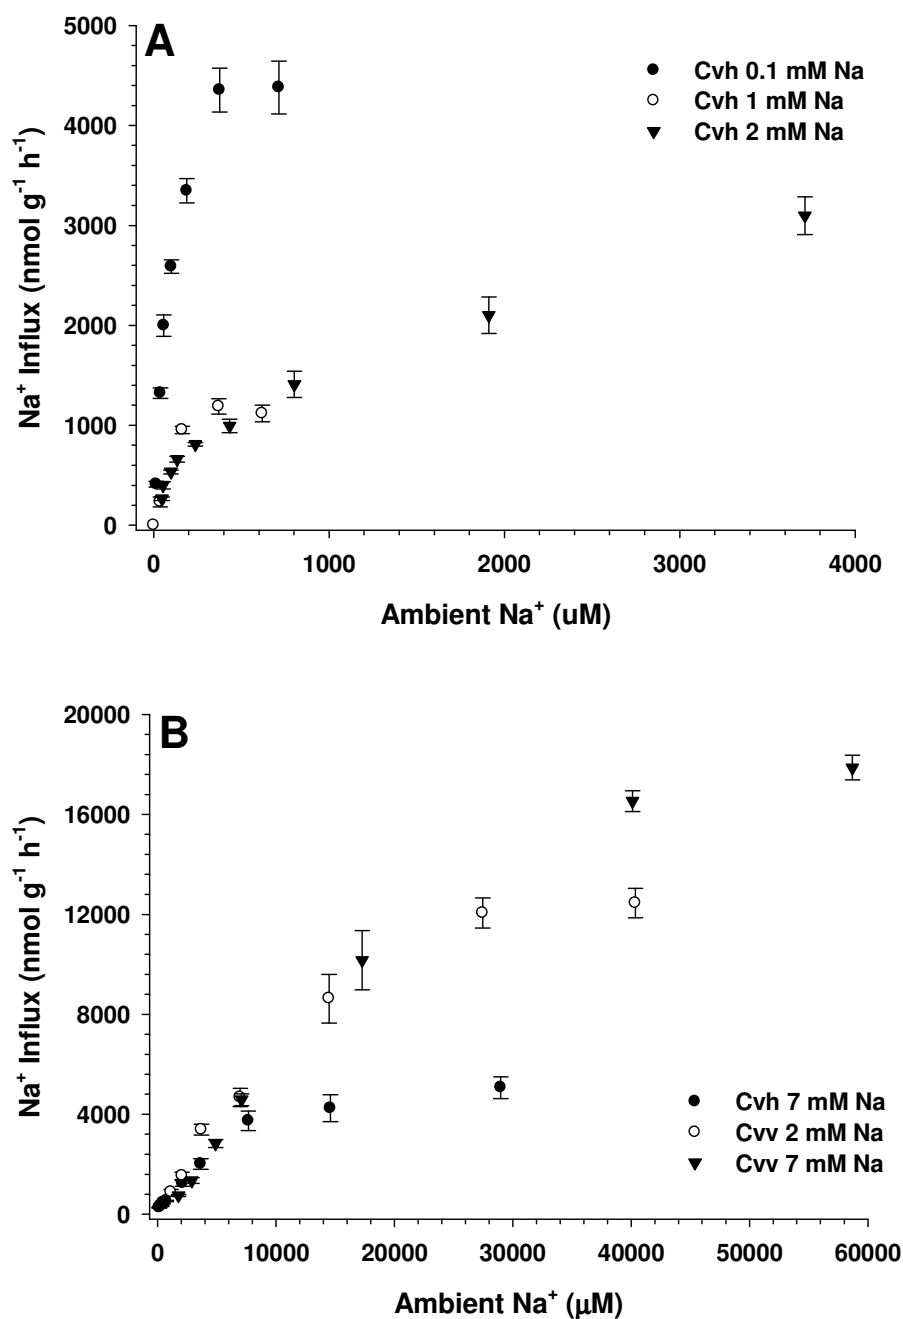 A
5000
4000
3000
2000
1000
0
Na⁺ Influx (nmol g⁻¹ h⁻¹)
Cvh 0.1 mM Na
Cvh 1 mM Na
Cvh 2 mM Na
0 1000 2000 3000 4000
Ambient Na⁺ (uM)
B
20000
16000
12000
8000
4000
0
Na⁺ Influx (nmol g⁻¹ h⁻¹)
Cvh 7 mM Na
Cvv 2 mM Na
Cvv 7 mM Na
0 10000 20000 30000 40000 50000 60000
Ambient Na⁺ (μM)